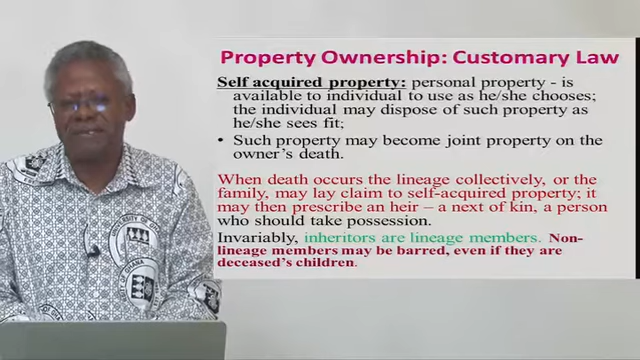 Property Ownership: Customary Law
Self acquired property: personal property - is
available to individual to use as he/she chooses;
the individual may dispose of such property as
he/she sees fit;
• Such property may become joint property on the
owner's death.
When death occurs the lineage collectively, or the
family, may lay claim to self-acquired property; it
may then prescribe an heir – a next of kin, a person
who should take possession.
Invariably, inheritors are lineage members. Non-
lineage members may be barred, even if they are
deceased's children.